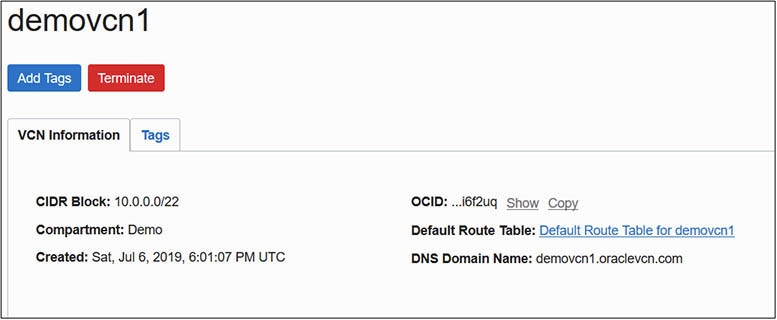 demovcn1
Add Tags Terminate
VCN Information Tags
CIDR Block: 10.0.0.0/22 OCID: ...i6f2uq Show Copy
Compartment: Demo Default Route Table: Default Route Table for demovcn1
Created: Sat, Jul 6, 2019, 6:01:07 PM UTC DNS Domain Name: demovcn1.oraclevcn.com